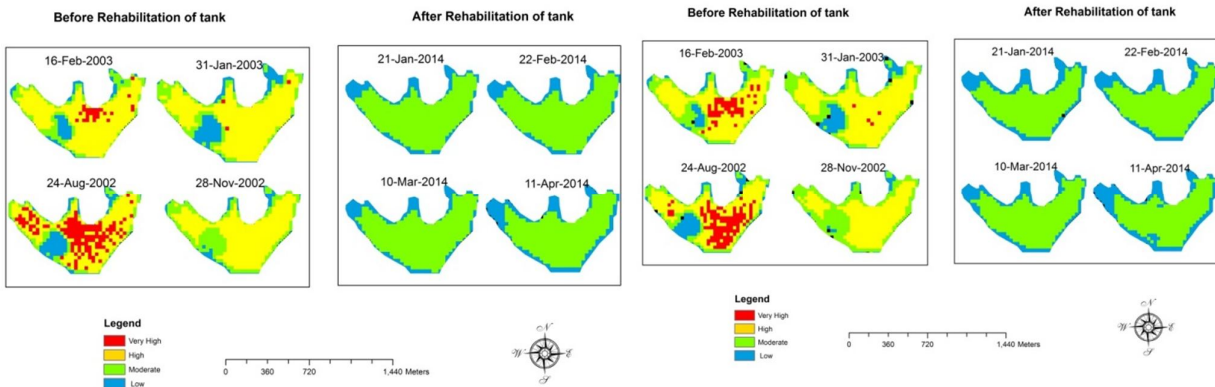 Before Rehabilitation of tank
After Rehabilitation of tank
16-Feb-2003
31-Jan-2003
21-Jan-2014
22-Feb-2014
24-Aug-2002
28-Nov-2002
10-Mar-2014
11-Apr-2014
Legend
Very High
High
Moderate
Low
0 360 720 1,440 Meters
N
W E
S
Before Rehabilitation of tank
After Rehabilitation of tank
16-Feb-2003
31-Jan-2003
21-Jan-2014
22-Feb-2014
24-Aug-2002
28-Nov-2002
10-Mar-2014
11-Apr-2014
Legend
Very High
High
Moderate
Low
0 360 720 1,440 Meters
N
W E
S